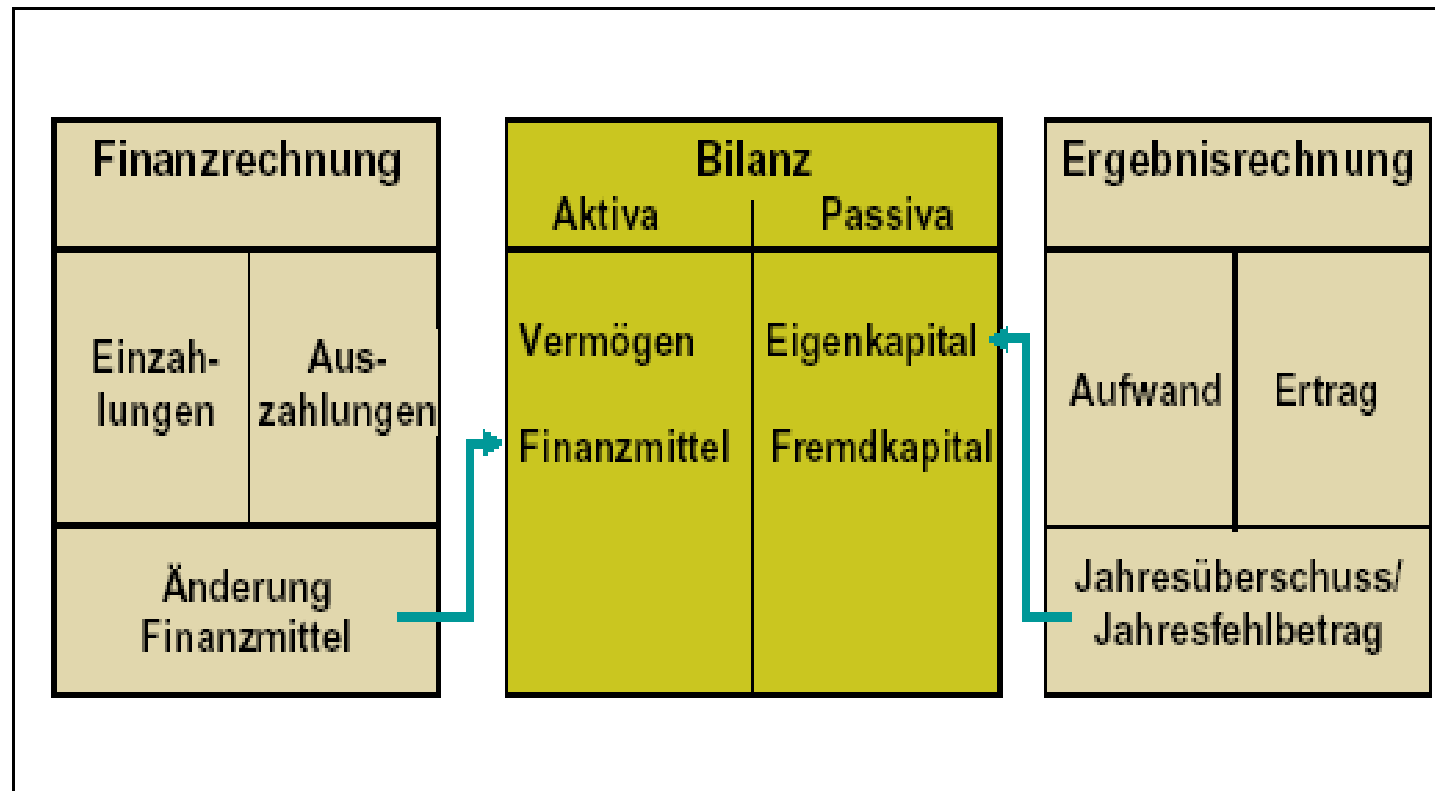 Finanzrechnung
Einzah-
lungen
Aus-
zahlungen
Änderung
Finanzmittel
Bilanz
Aktiva
Passiva
Vermögen
Finanzmittel
Eigenkapital
Fremdkapital
Ergebnisrechnung
Aufwand
Ertrag
Jahresüberschuss/
Jahresfehlbetrag